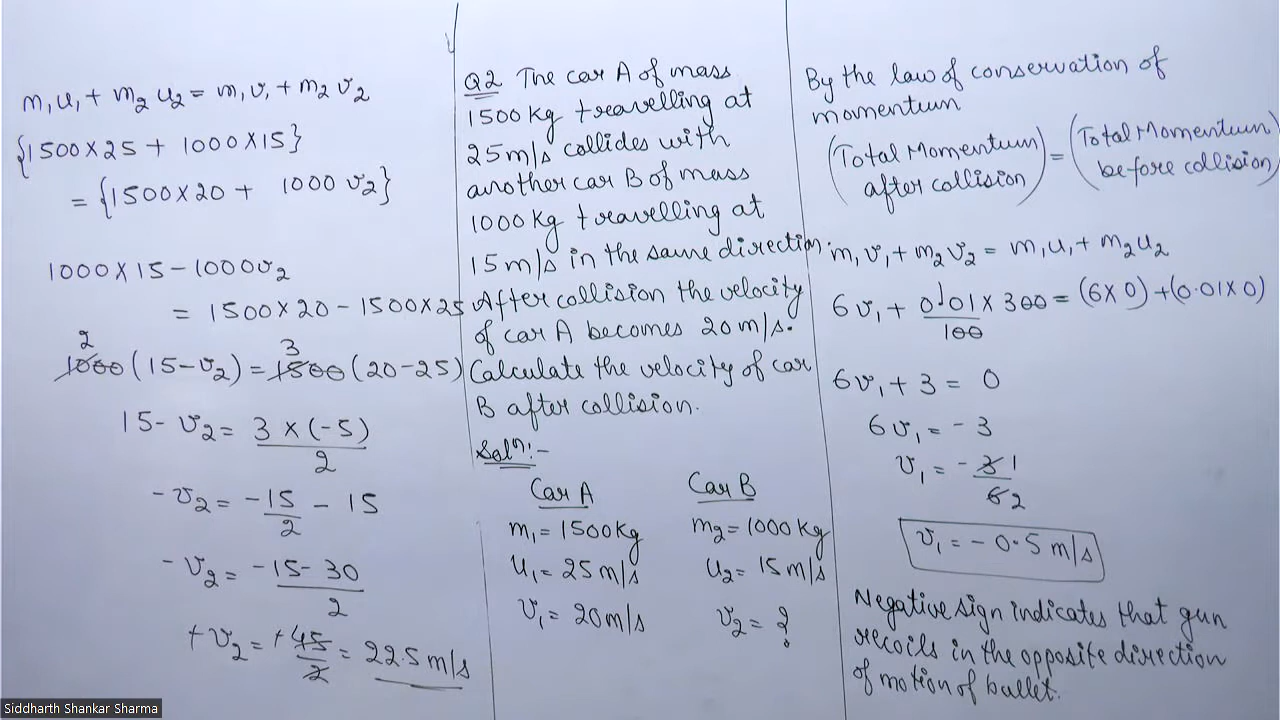 m₁u₁ + m₂u₂ = m₁v₁ + m₂v₂
{1500×25 + 1000×15}
= {1500×20 + 1000 v₂}
1000×15 - 1000v₂
= 1500×20 - 1500×25
2 3
1000 (15-v₂) = 1500 (20-25)
15 - v₂ = 3 × (-5)
2
-v₂ = -15 - 15
2
-v₂ = -15-30
2
+v₂ = +45 = 22.5 m/s
2
Q2 The car A of mass
1500 kg travelling at
25 m/s collides with
another car B of mass
1000 kg travelling at
15 m/s in the same direction.
After collision the velocity
of car A becomes 20 m/s.
Calculate the velocity of car
B after collision.
Solⁿ:-
Car A Car B
m₁ = 1500 kg m₂ = 1000 kg
u₁ = 25 m/s u₂ = 15 m/s
v₁ = 20 m/s v₂ = ?
By the law of conservation of
momentum
(Total Momentum after collision) = (Total Momentum before collision)
m₁v₁ + m₂v₂ = m₁u₁ + m₂u₂
6v₁ + 0.01 × 300 = (6×0) + (0.01×0)
100
6v₁ + 3 = 0
6v₁ = -3
v₁ = -3 1
6 2
v₁ = -0.5 m/s
Negative sign indicates that gun
recoils in the opposite direction
of motion of bullet.
Siddharth Shankar Sharma